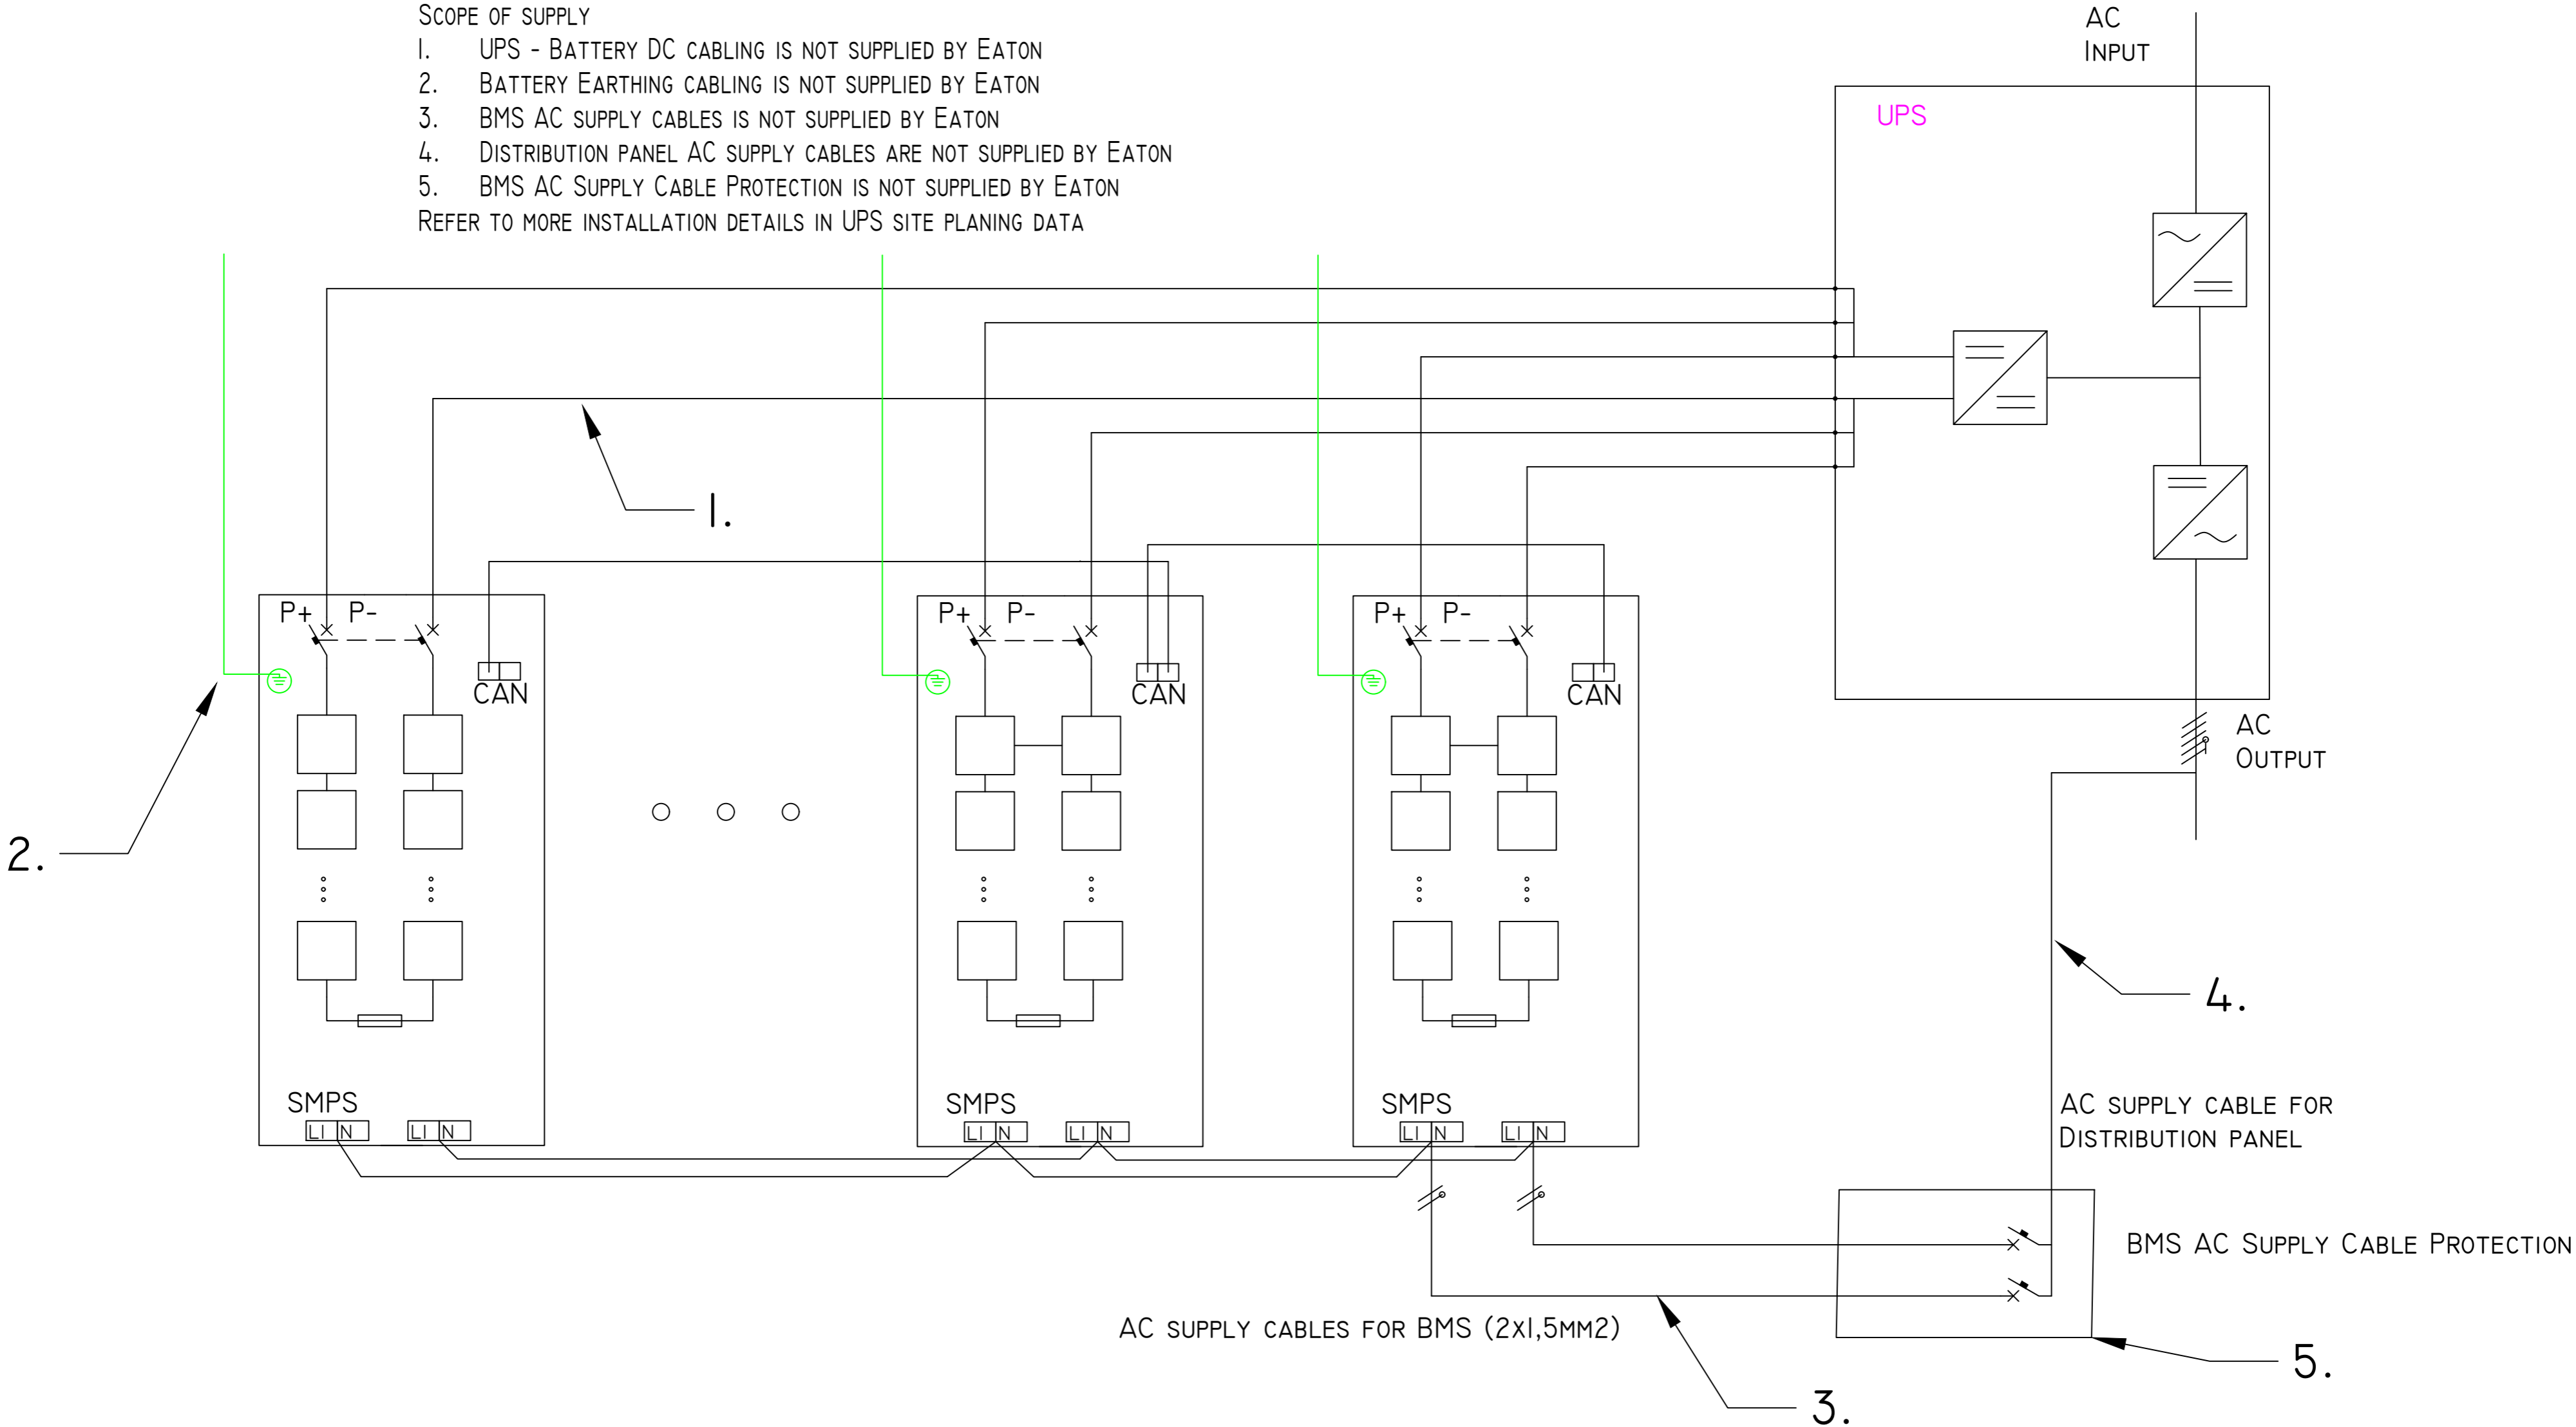 Scope of supply
1. UPS - Battery DC cabling is not supplied by Eaton
2. Battery Earthing cabling is not supplied by Eaton
3. BMS AC supply cables is not supplied by Eaton
4. Distribution panel AC supply cables are not supplied by Eaton
5. BMS AC Supply Cable Protection is not supplied by Eaton
Refer to more installation details in UPS site planing data
AC
Input
UPS
1.
P+ P-
CAN
P+ P-
CAN
P+ P-
CAN
AC
Output
2.
4.
SMPS
L1 N
L1 N
SMPS
L1 N
L1 N
SMPS
L1 N
L1 N
AC supply cable for
Distribution panel
BMS AC Supply Cable Protection
AC supply cables for BMS (2x1,5mm2)
5.
3.